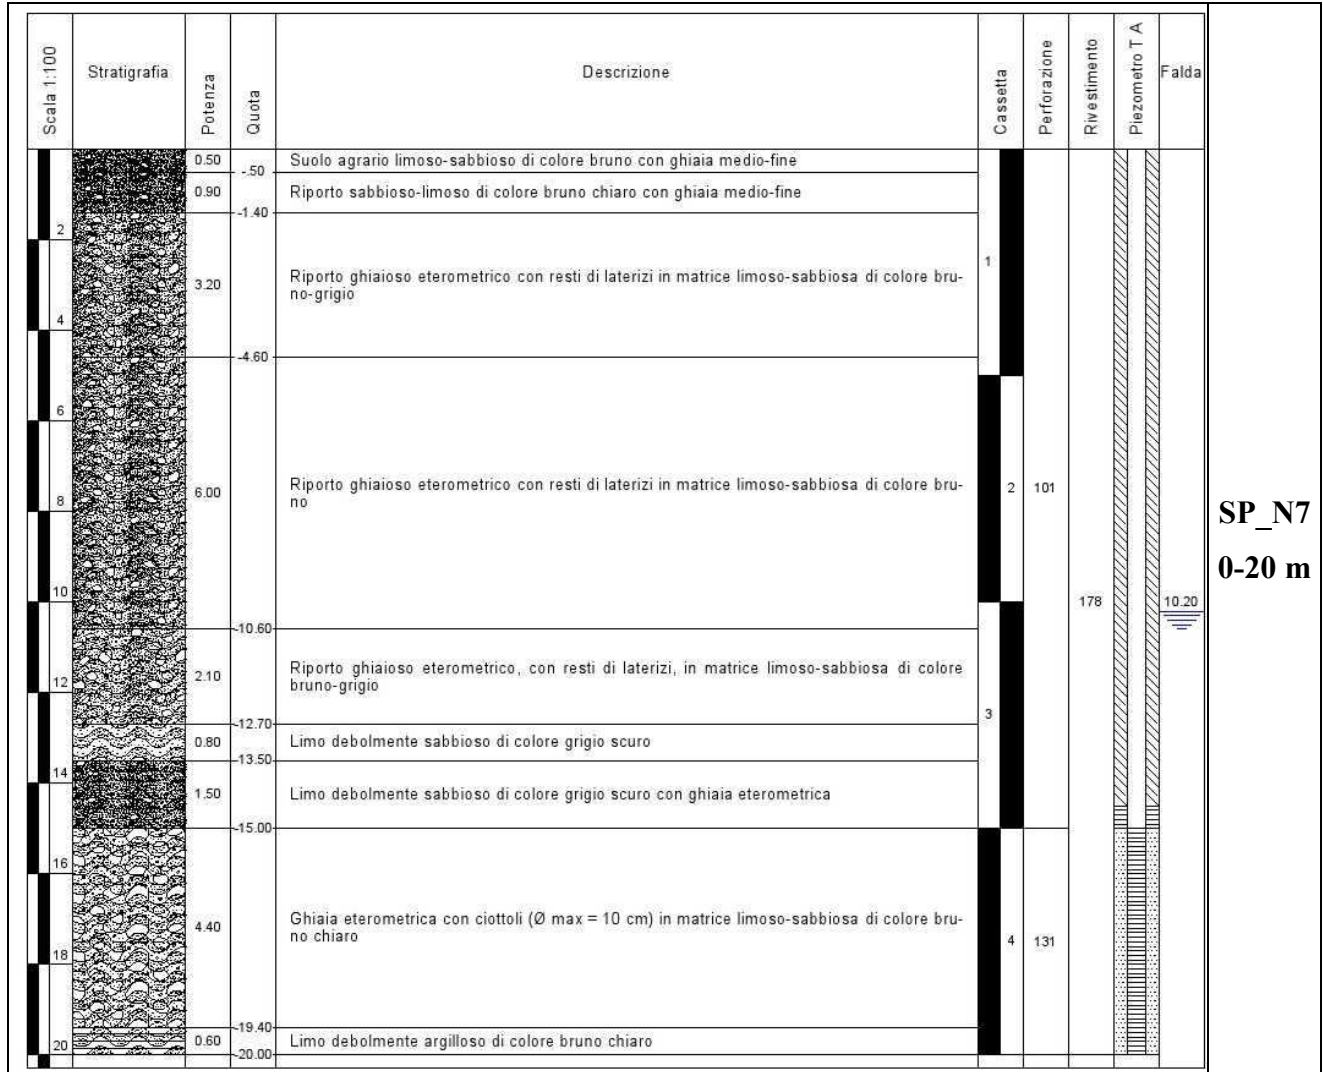 Scala 1:100
Stratigrafia
Potenza
Quota
Descrizione
Cassetta
Perforazione
Rivestimento
Piezometro T A
Falda
0.50
-.50
Suolo agrario limoso-sabbioso di colore bruno con ghiaia medio-fine
0.90
-1.40
Riporto sabbioso-limoso di colore bruno chiaro con ghiaia medio-fine
2
3.20
Riporto ghiaioso eterometrico con resti di laterizi in matrice limoso-sabbiosa di colore bru-
no-grigio
1
4
-4.60
6
6.00
Riporto ghiaioso eterometrico con resti di laterizi in matrice limoso-sabbiosa di colore bru-
no
2
101
8
10
178
10.20
-10.60
2.10
Riporto ghiaioso eterometrico, con resti di laterizi, in matrice limoso-sabbiosa di colore
bruno-grigio
12
3
-12.70
0.80
Limo debolmente sabbioso di colore grigio scuro
-13.50
14
1.50
Limo debolmente sabbioso di colore grigio scuro con ghiaia eterometrica
-15.00
16
4.40
Ghiaia eterometrica con ciottoli (Ø max = 10 cm) in matrice limoso-sabbiosa di colore bru-
no chiaro
4
131
18
-19.40
0.60
Limo debolmente argilloso di colore bruno chiaro
20
-20.00
SP_N7
0-20 m